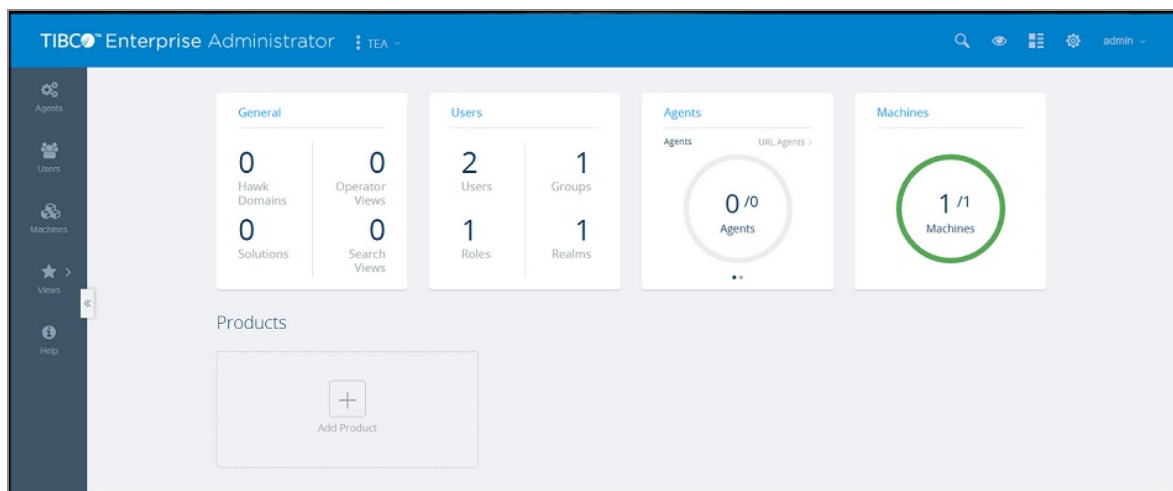 TIBCO™ Enterprise Administrator
TEA
admin
Agents
Users
Machines
Views
Help
General
0
Hawk
Domains
0
Operator
Views
0
Solutions
0
Search
Views
Users
2
Users
1
Groups
1
Roles
1
Realms
Agents
Agents
URL Agents >
0 /0
Agents
Machines
1 /1
Machines
Products
Add Product